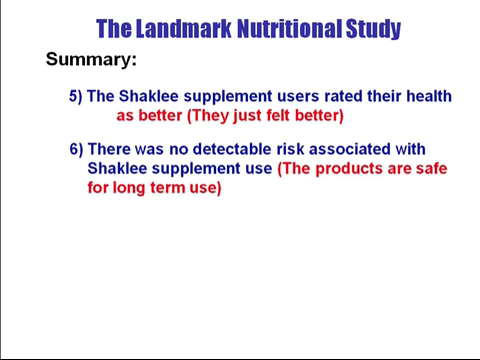 The Landmark Nutritional Study
Summary:
5) The Shaklee supplement users rated their health
as better (They just felt better)
6) There was no detectable risk associated with
Shaklee supplement use (The products are safe
for long term use)